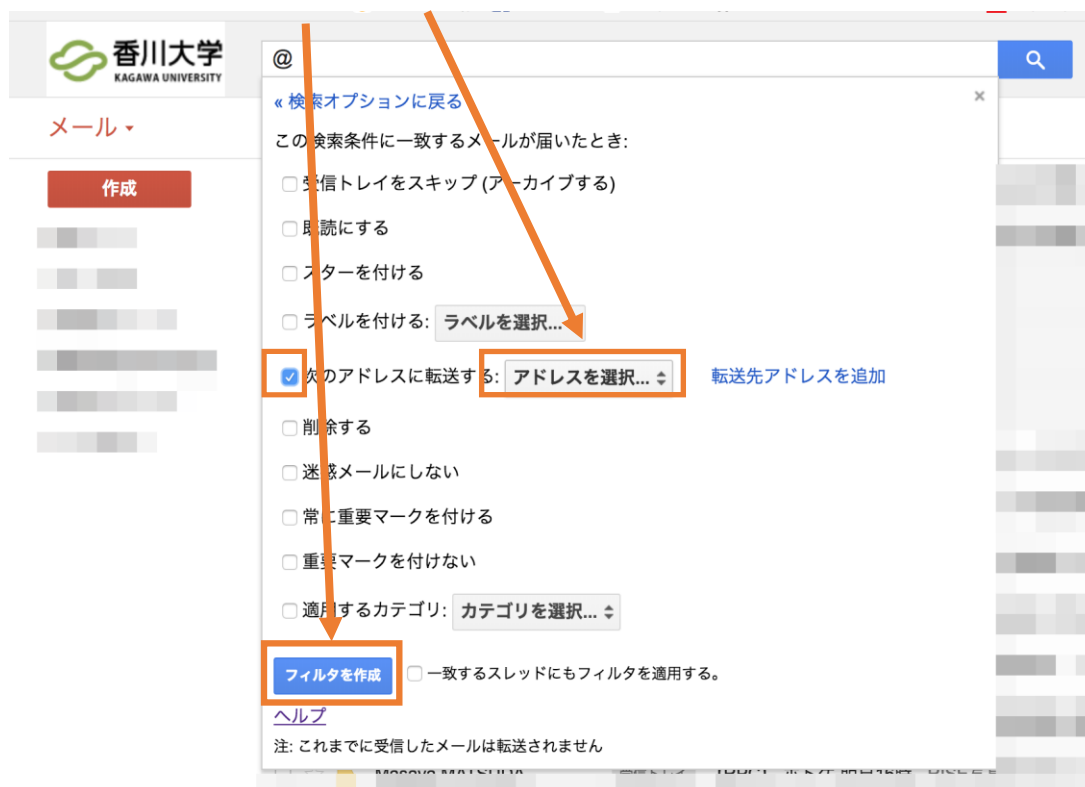 香川大学
KAGAWA UNIVERSITY
@
« 検索オプションに戻る
×
メール
この検索条件に一致するメールが届いたとき:
作成
受信トレイをスキップ (アーカイブする)
既読にする
スターを付ける
ラベルを付ける: ラベルを選択...
次のアドレスに転送する: アドレスを選択... 転送先アドレスを追加
削除する
迷惑メールにしない
常に重要マークを付ける
重要マークを付けない
適用するカテゴリ: カテゴリを選択...
フィルタを作成 一致するスレッドにもフィルタを適用する。
ヘルプ
注: これまでに受信したメールは転送されません